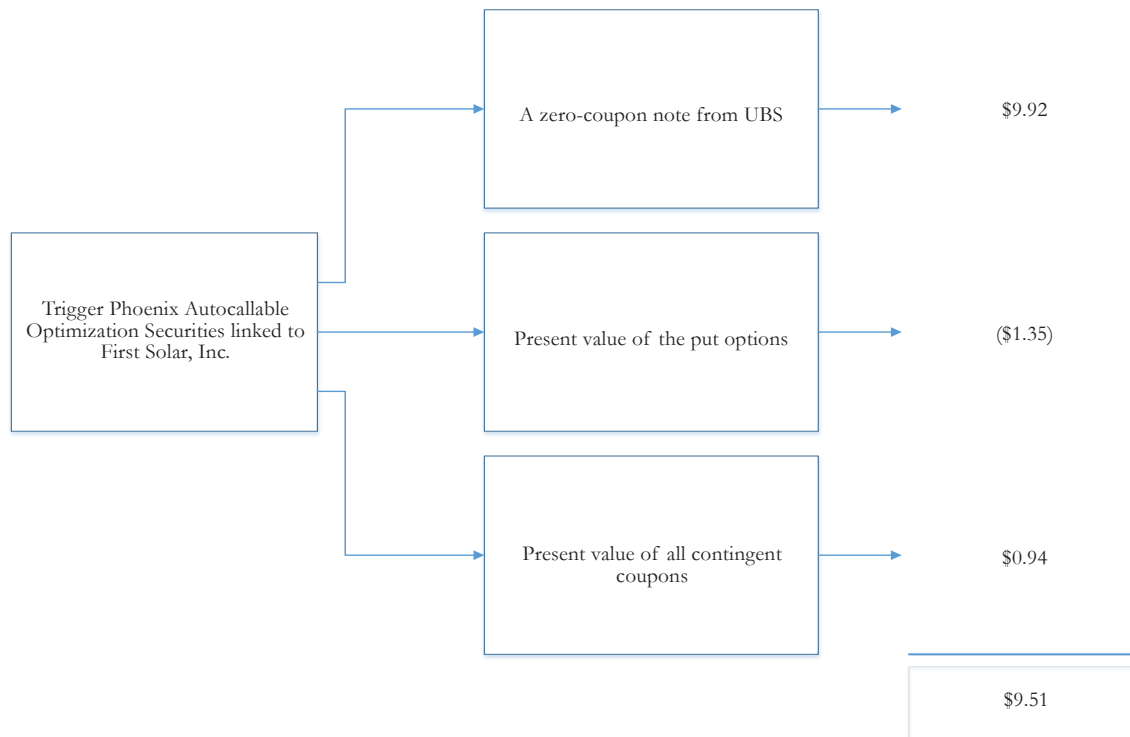 A zero-coupon note from UBS
$9.92
Trigger Phoenix Autocallable
Optimization Securities linked to
First Solar, Inc.
Present value of the put options
($1.35)
Present value of all contingent
coupons
$0.94
$9.51